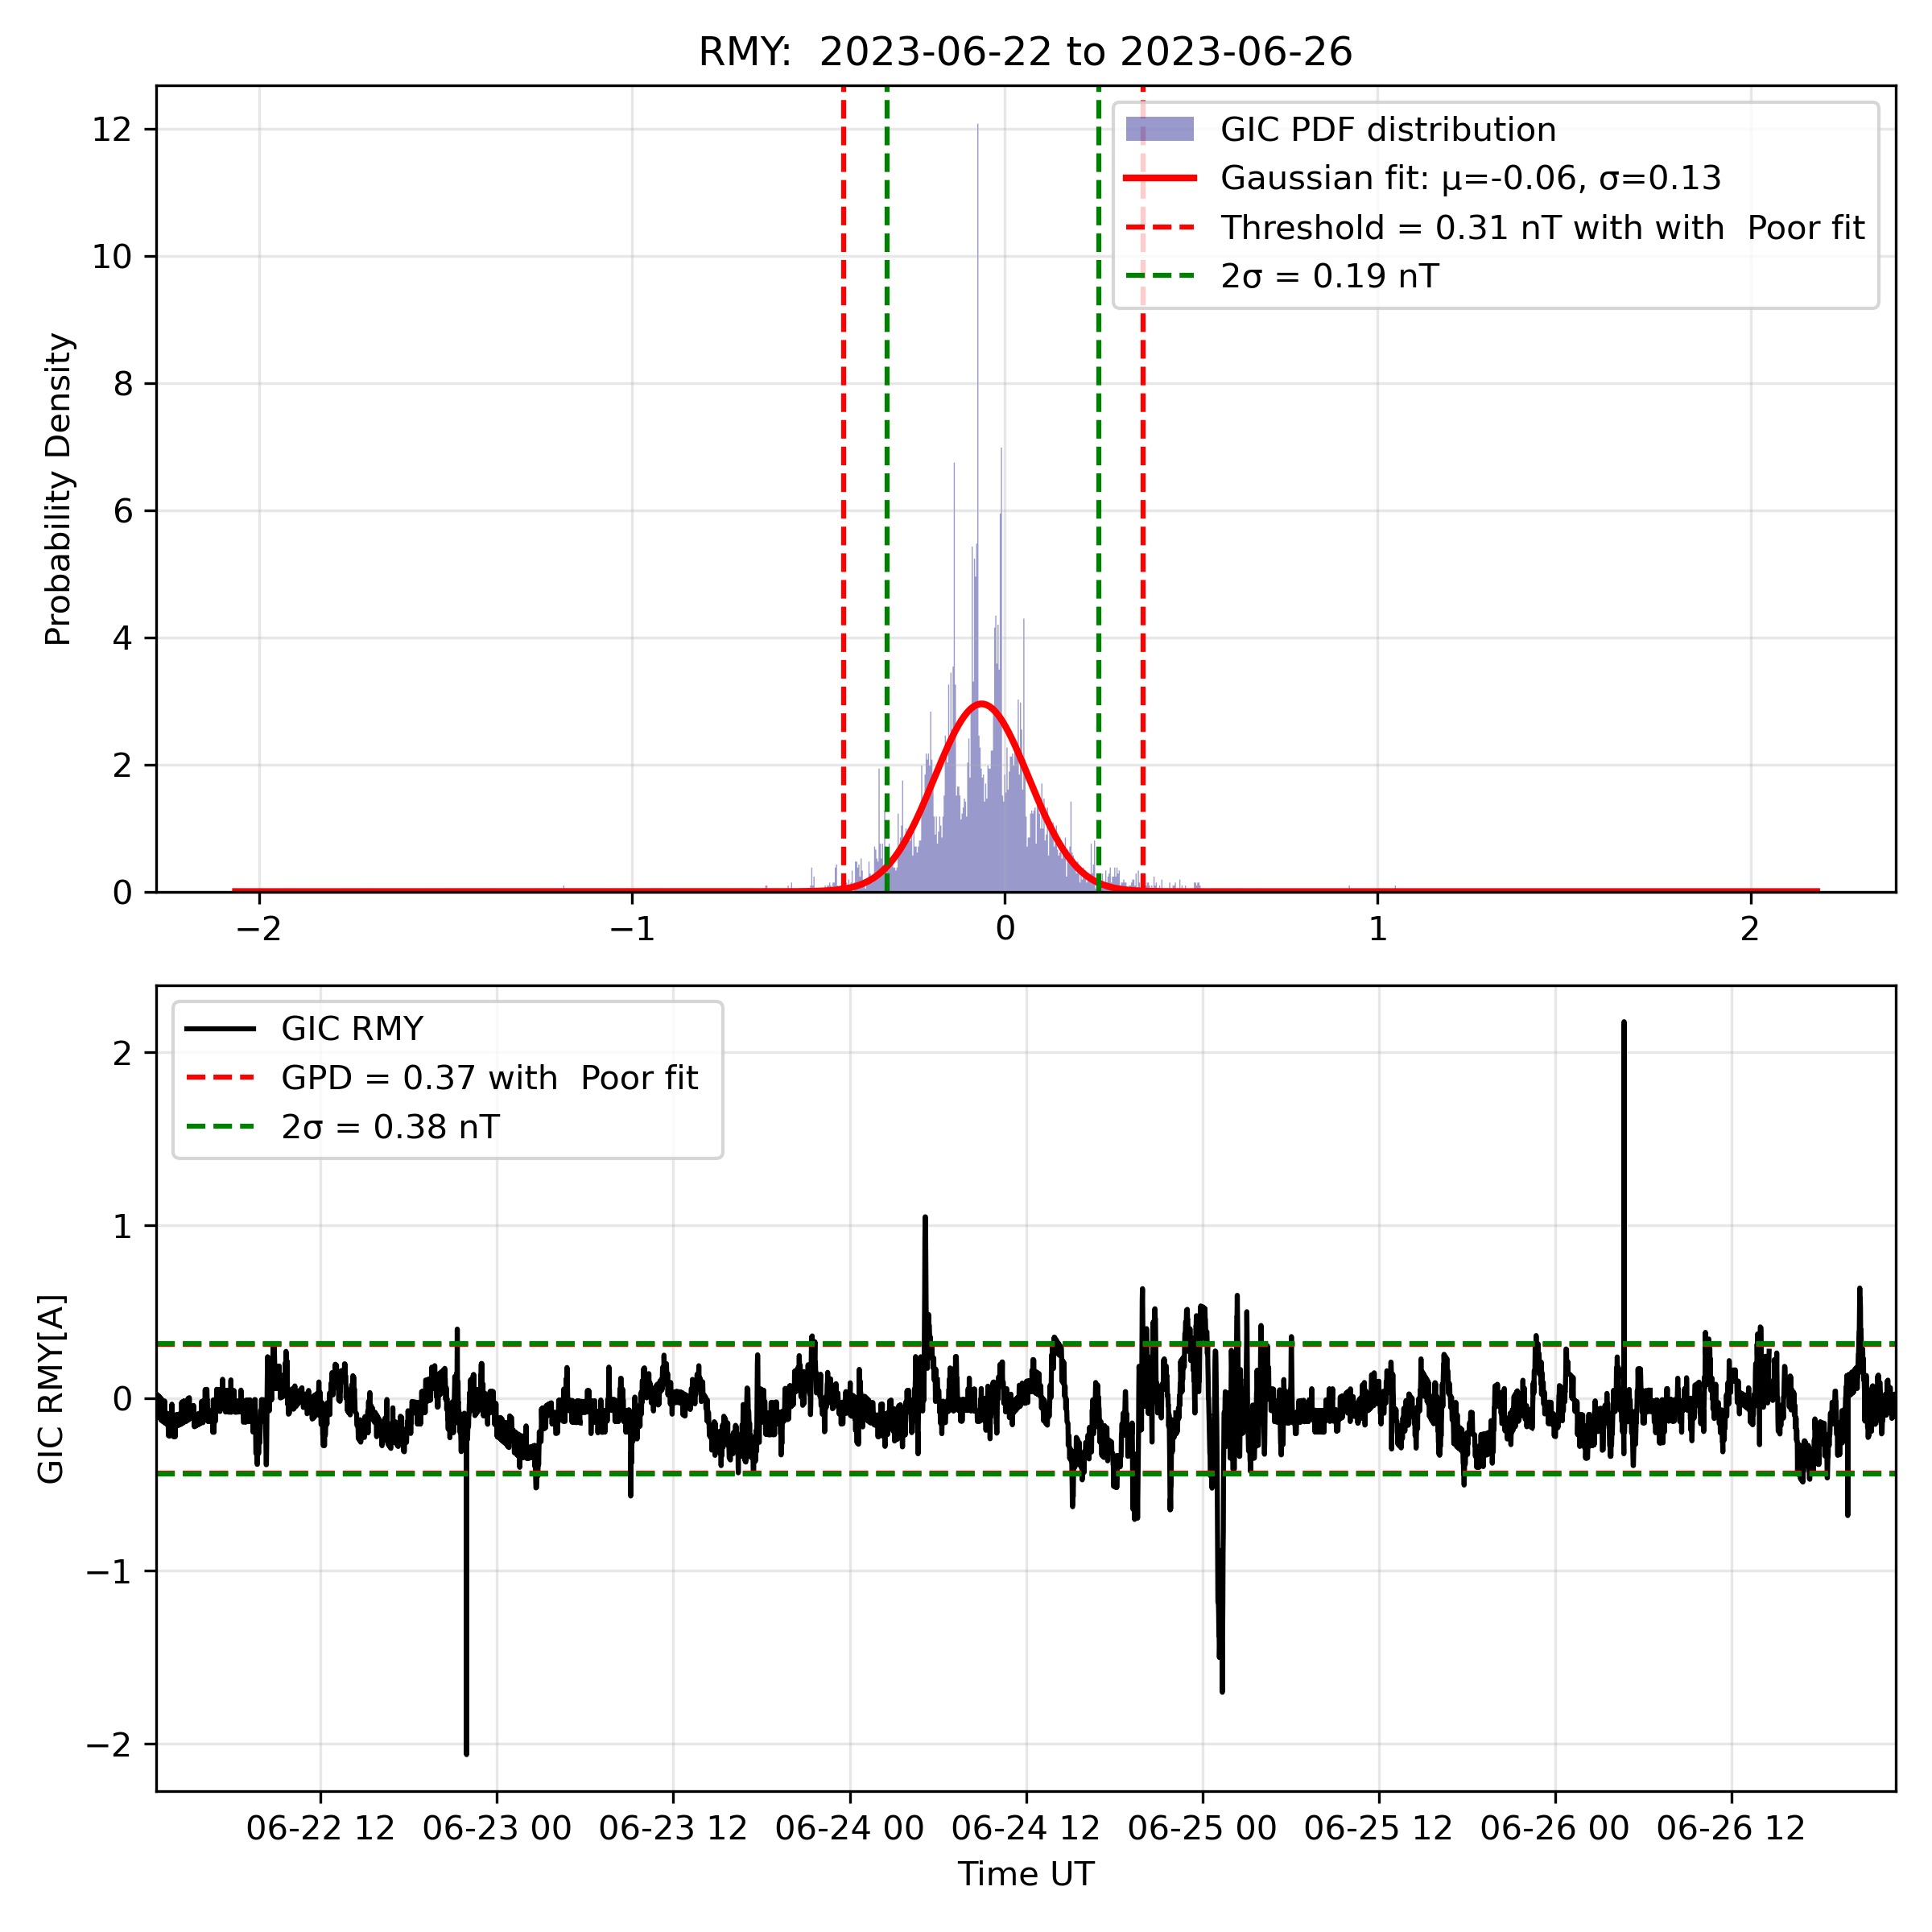 RMY:  2023-06-22 to 2023-06-26
GIC PDF distribution
Gaussian fit: μ=-0.06, σ=0.13
Threshold = 0.31 nT with with  Poor fit
2σ = 0.19 nT
Probability Density
12
10
8
6
4
2
0
−2
−1
0
1
2
GIC RMY
GPD = 0.37 with  Poor fit
2σ = 0.38 nT
GIC RMY[A]
2
1
0
−1
−2
06-22 12
06-23 00
06-23 12
06-24 00
06-24 12
06-25 00
06-25 12
06-26 00
06-26 12
Time UT